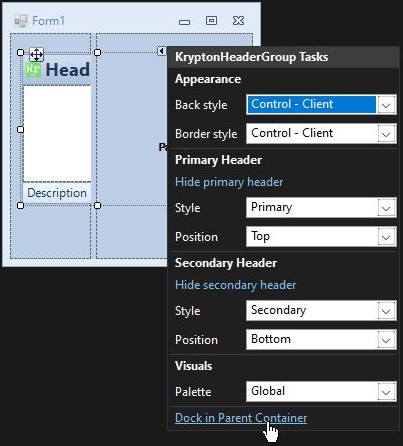 Form1
Head
Description
Pa
KryptonHeaderGroup Tasks
Appearance
Back style Control - Client
Border style Control - Client
Primary Header
Hide primary header
Style Primary
Position Top
Secondary Header
Hide secondary header
Style Secondary
Position Bottom
Visuals
Palette Global
Dock in Parent Container